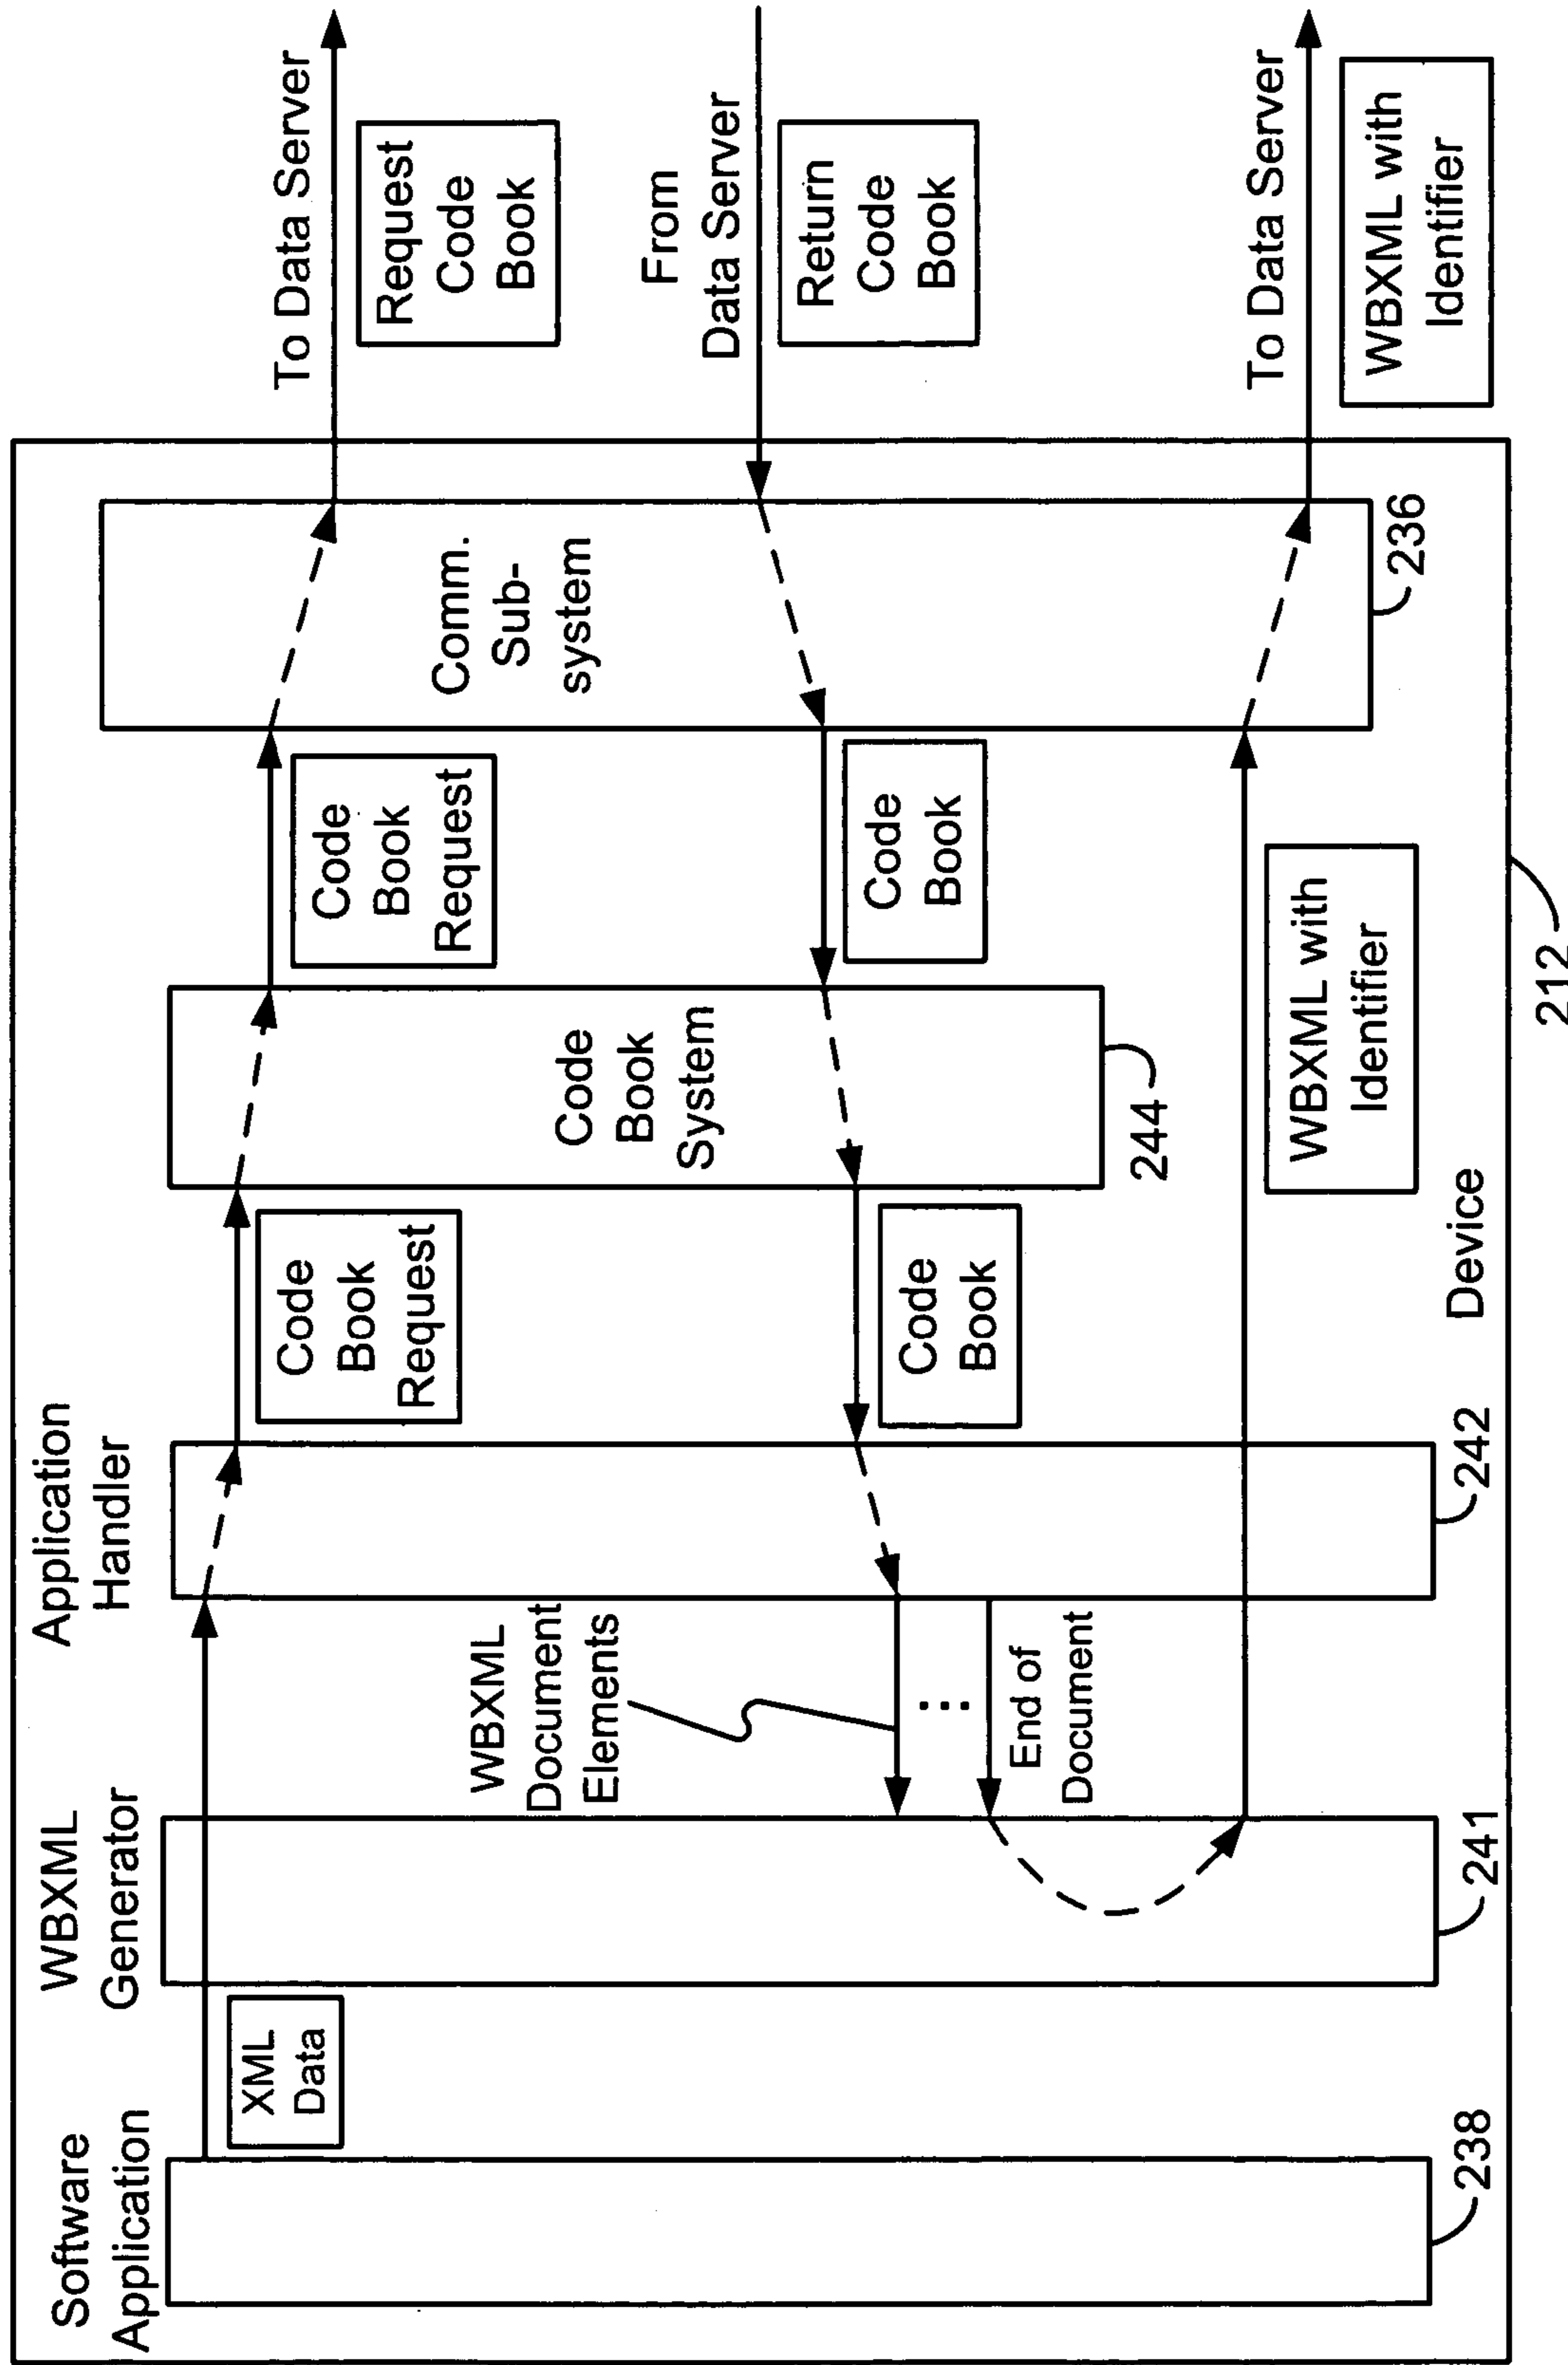 Software
Application
WBXML
Generator
Application
Handler
XML
Data
Code
Book
Request
Code
Book
System
Code
Book
Request
Comm.
Sub-
system
To Data Server
Request
Code
Book
From
Data Server
Return
Code
Book
Code
Book
Code
Book
WBXML
Document
Elements
⋮
End of
Document
WBXML with
Identifier
To Data Server
WBXML with
Identifier
Device
238
241
242
244
236
212